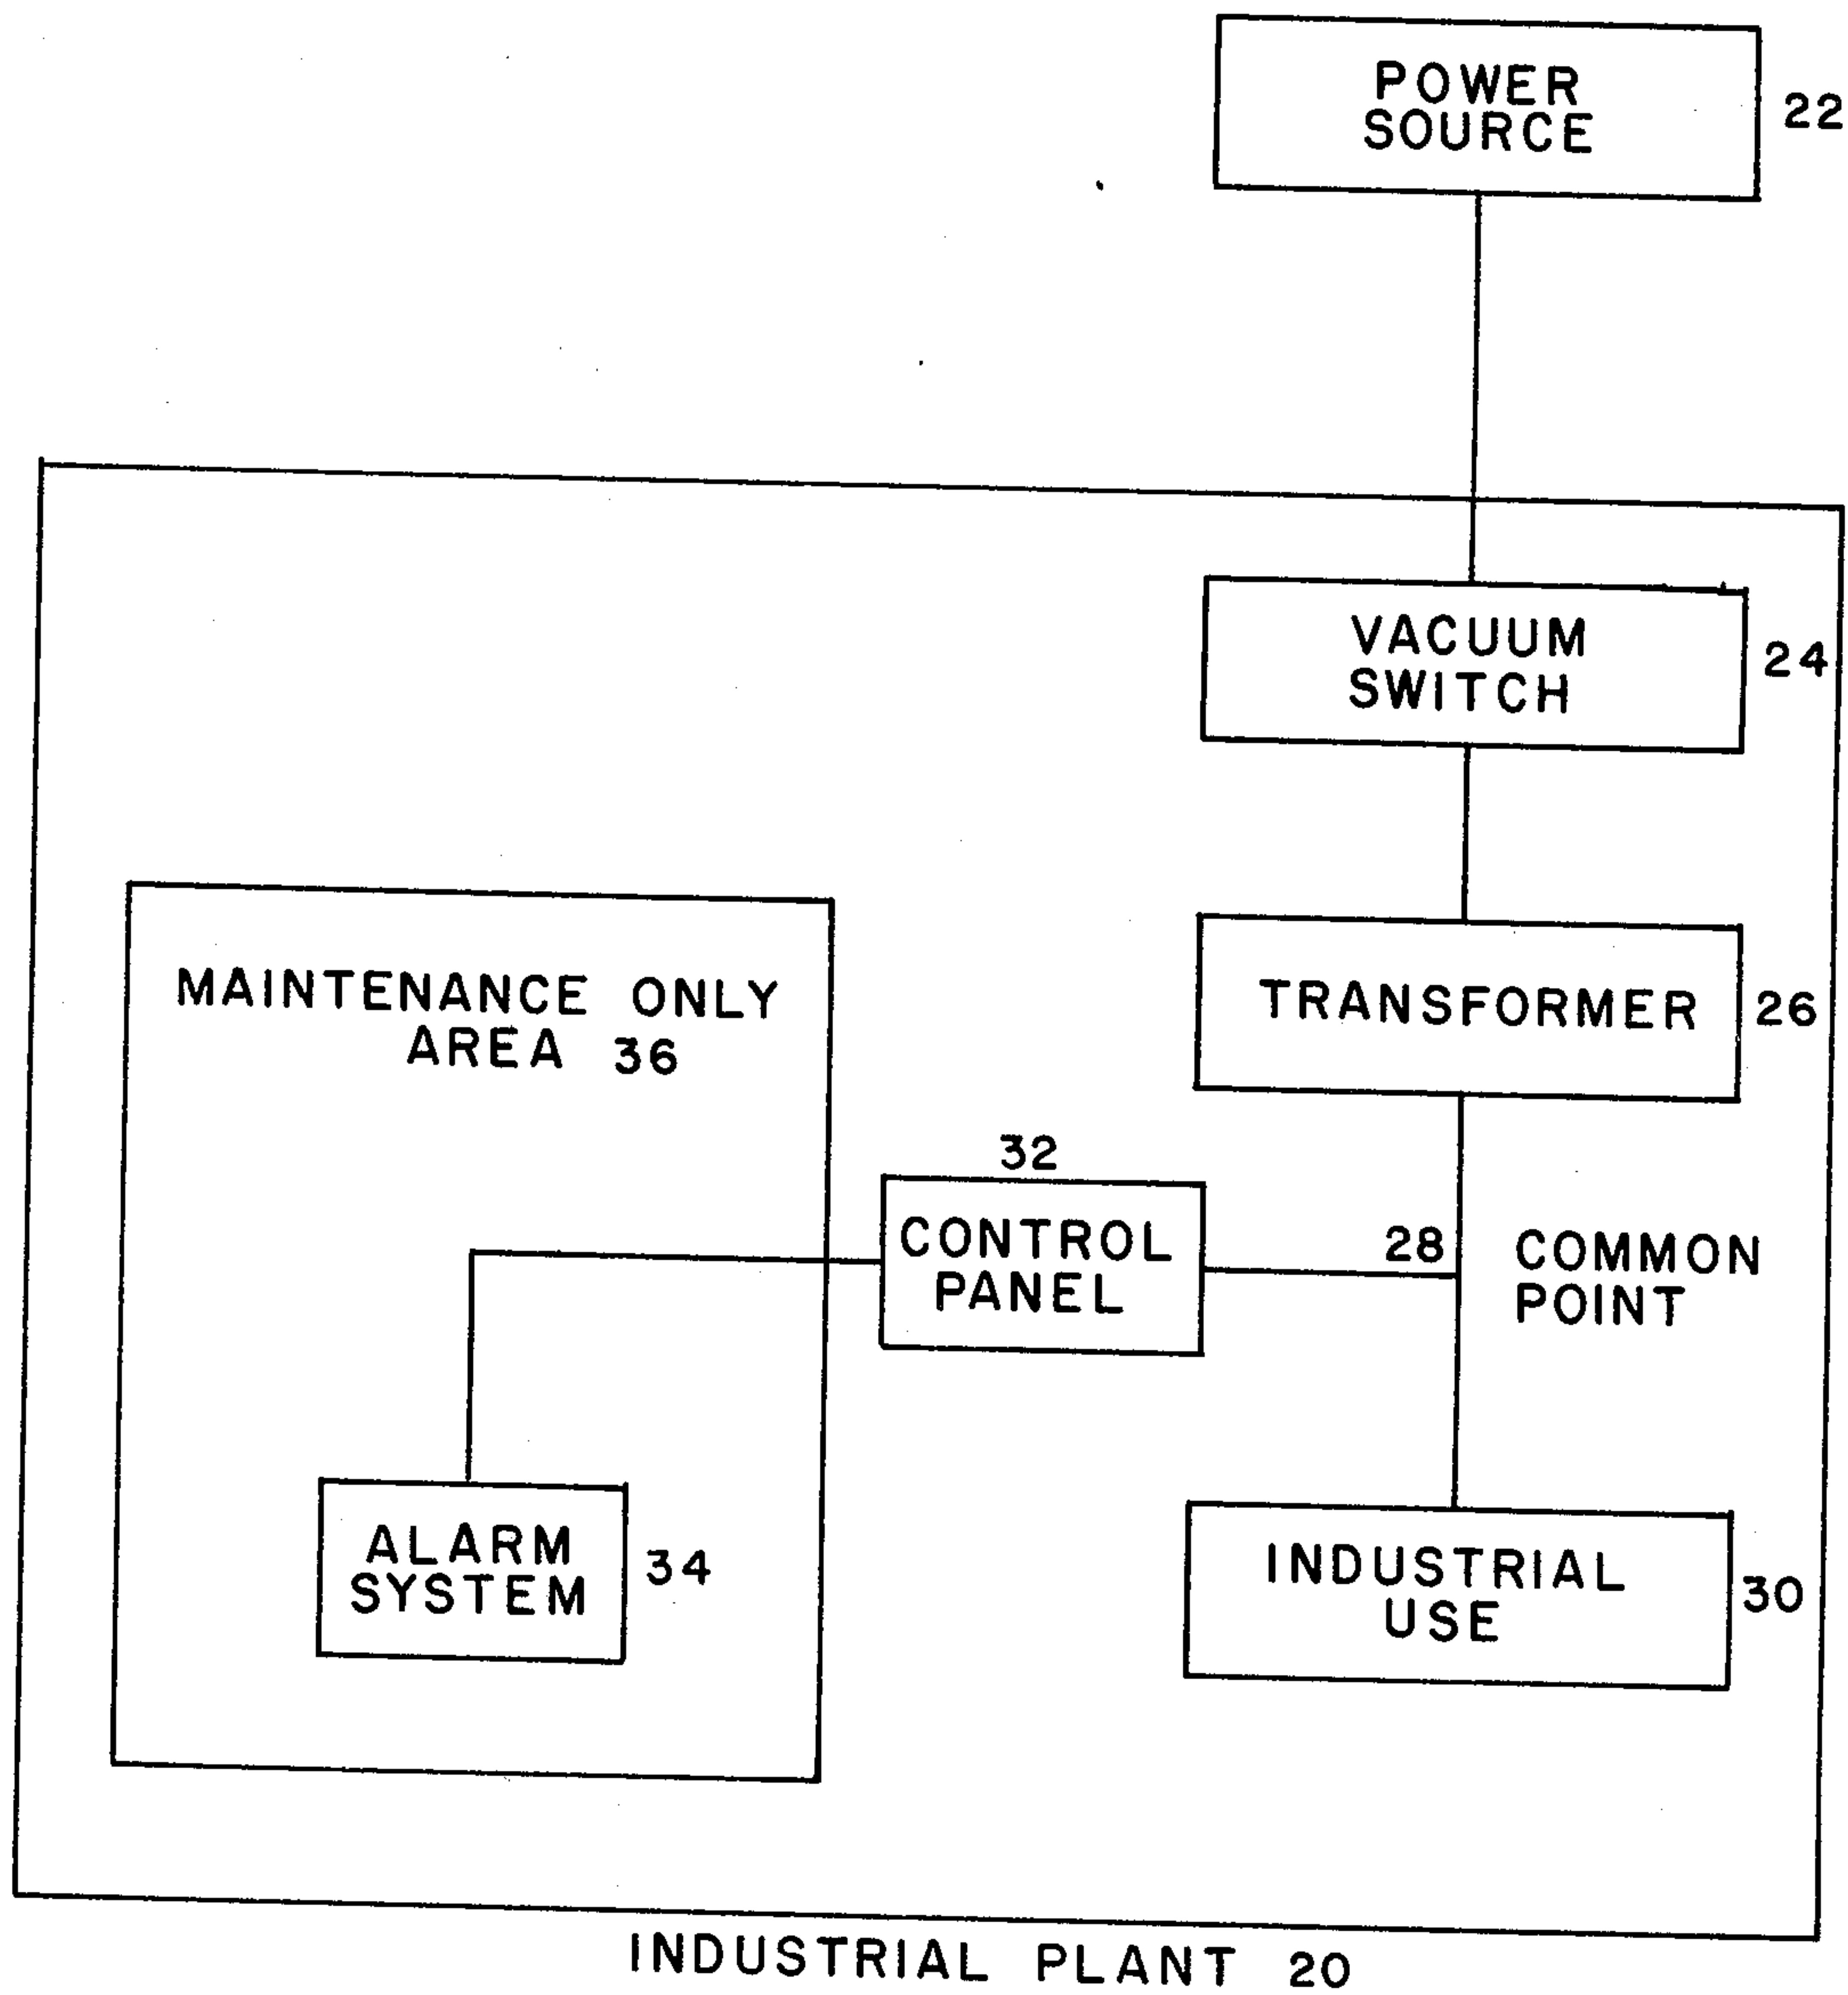 POWER
SOURCE
22
VACUUM
SWITCH
24
MAINTENANCE ONLY
AREA 36
TRANSFORMER
26
32
CONTROL
PANEL
28
COMMON
POINT
ALARM
SYSTEM
34
INDUSTRIAL
USE
30
INDUSTRIAL PLANT 20